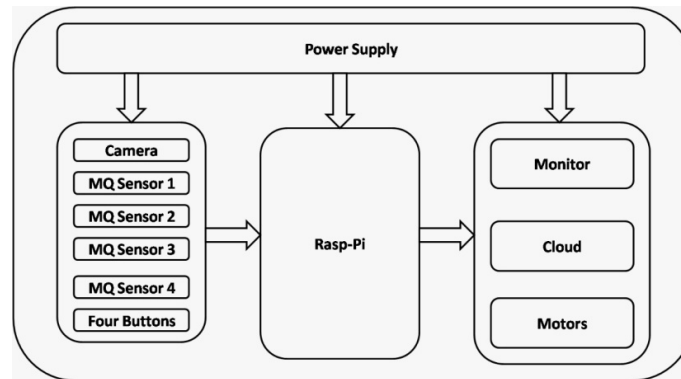 Power Supply
Camera
MQ Sensor 1
MQ Sensor 2
MQ Sensor 3
MQ Sensor 4
Four Buttons
Rasp-Pi
Monitor
Cloud
Motors